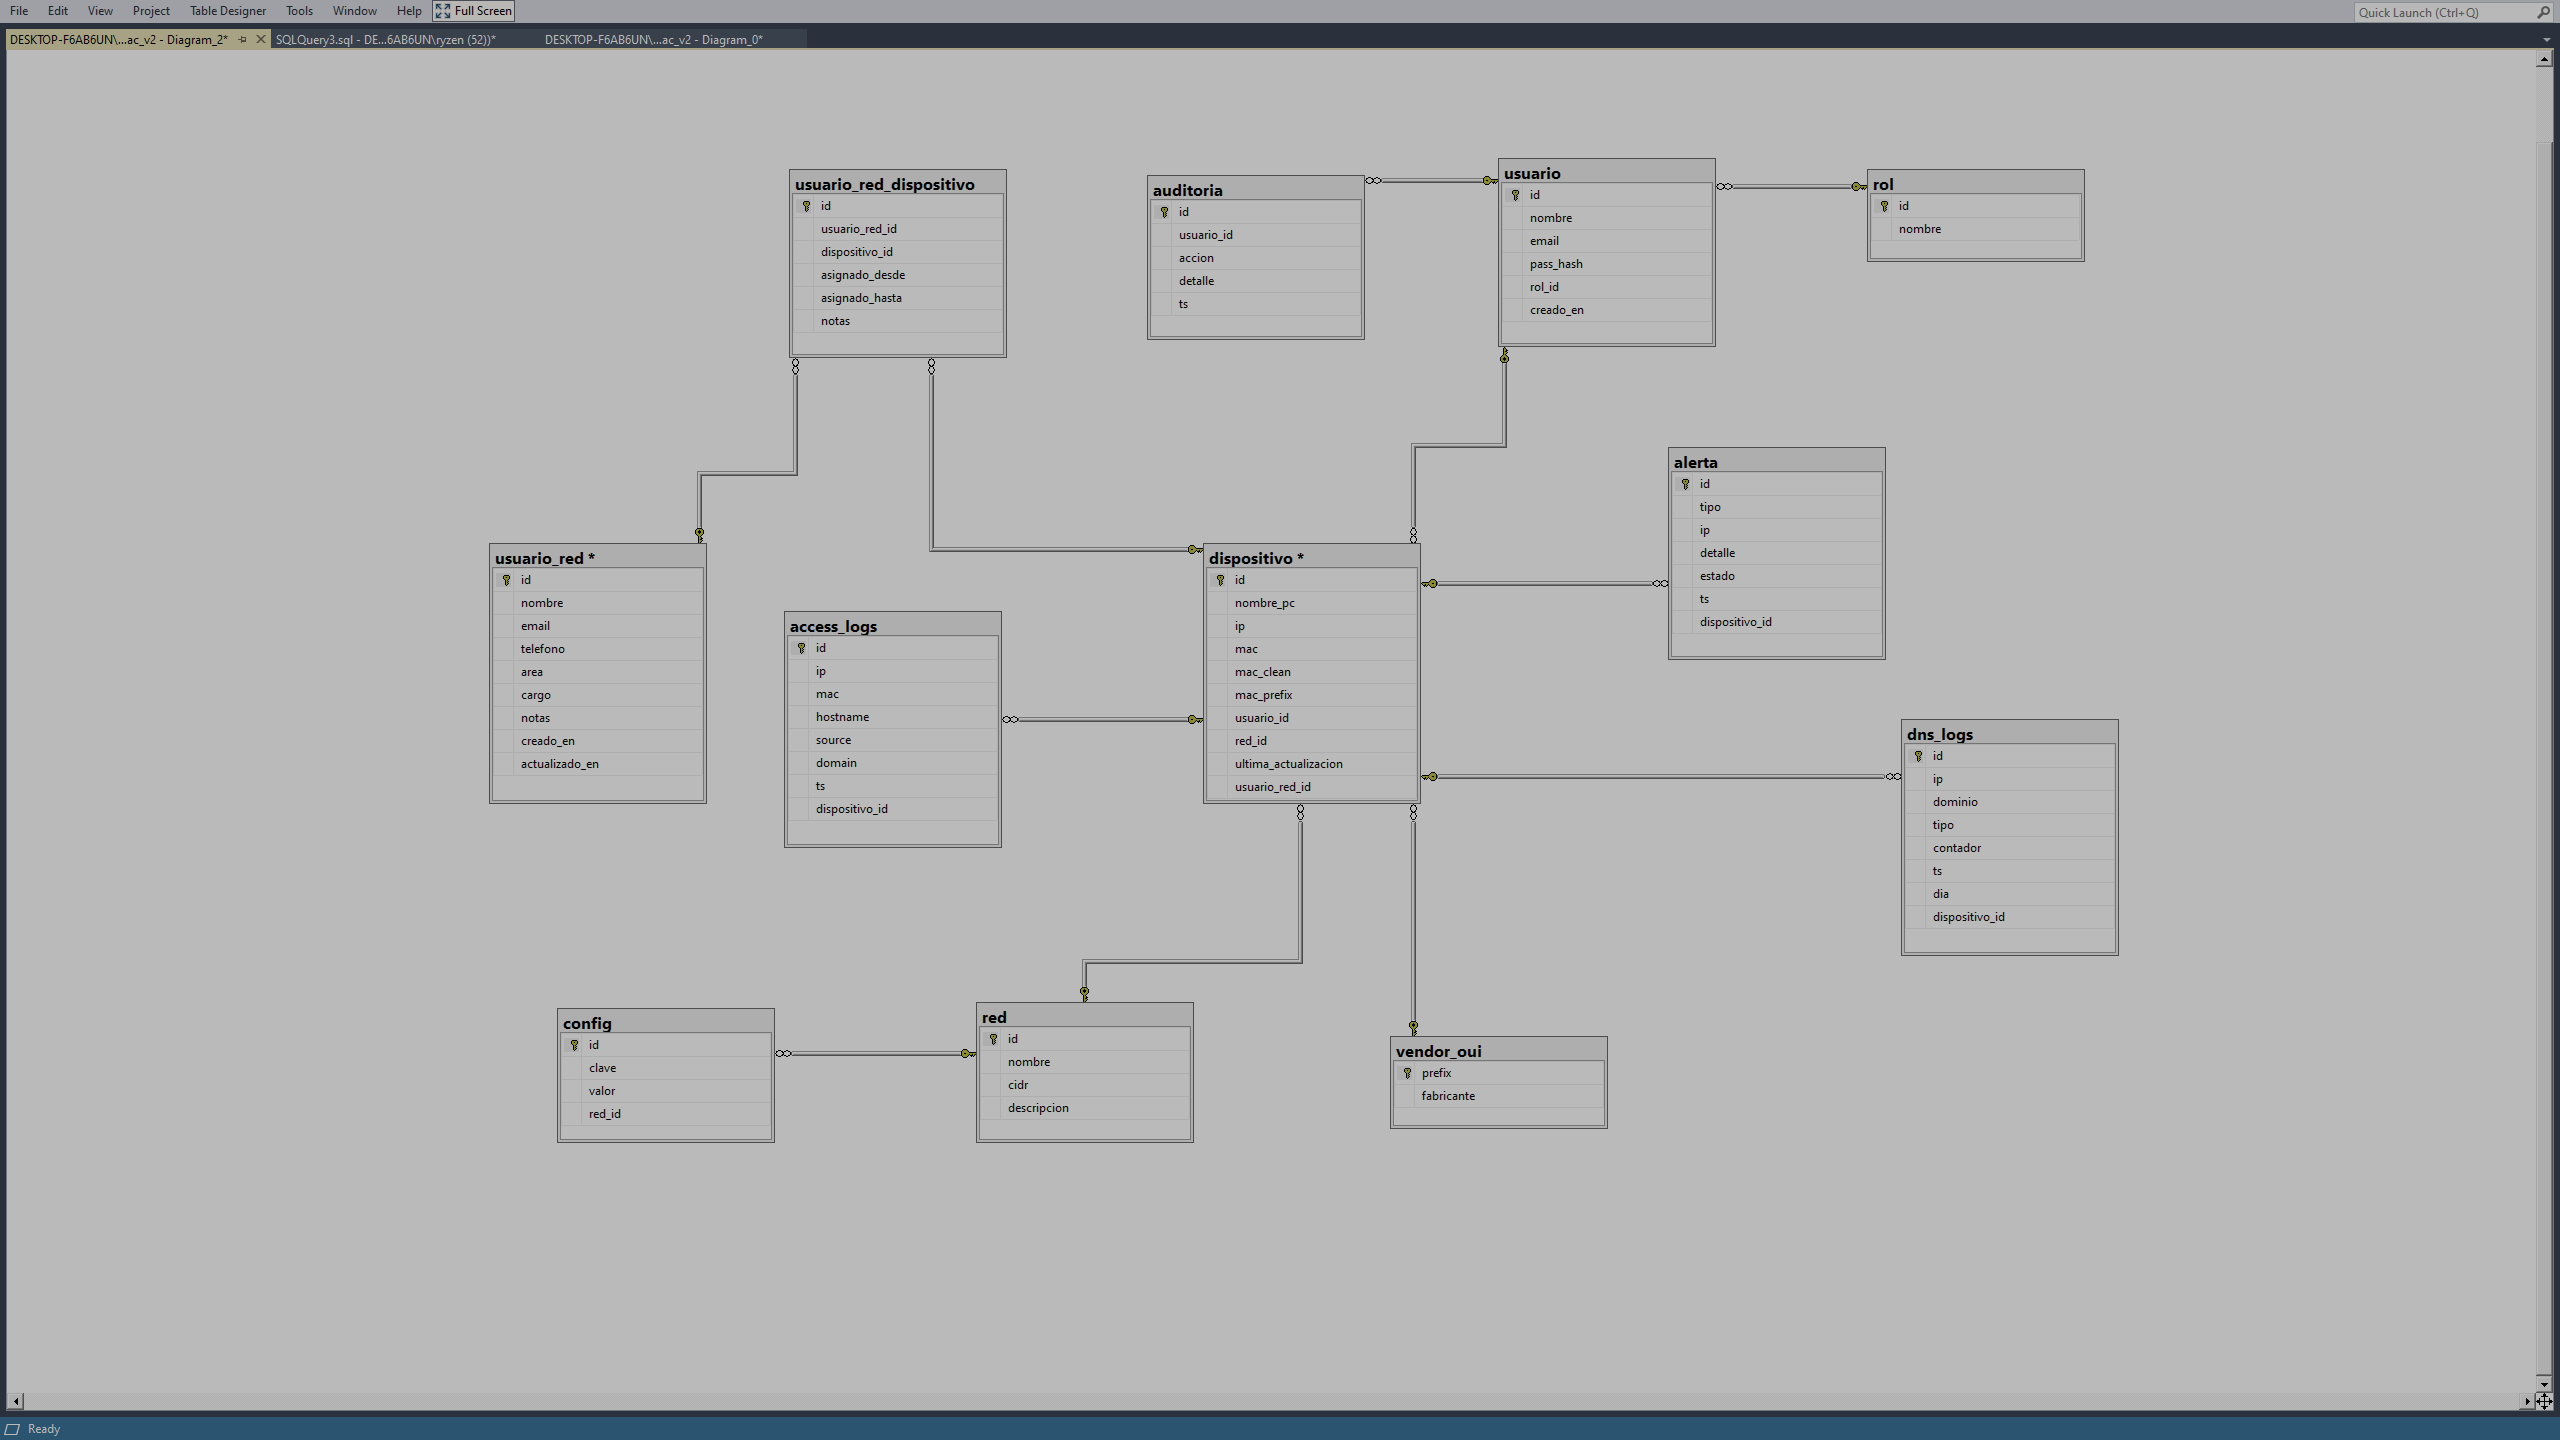 File Edit View Project Table Designer Tools Window Help Full Screen
Quick Launch (Ctrl+Q)
DESKTOP-F6AB6UN\...ac_v2 - Diagram_2*
SQLQuery3.sql - DE...6AB6UN\ryzen (52))*
DESKTOP-F6AB6UN\...ac_v2 - Diagram_0*
usuario_red_dispositivo
id
usuario_red_id
dispositivo_id
asignado_desde
asignado_hasta
notas
auditoria
id
usuario_id
accion
detalle
ts
usuario
id
nombre
email
pass_hash
rol_id
creado_en
rol
id
nombre
alerta
id
tipo
ip
detalle
estado
ts
dispositivo_id
usuario_red *
id
nombre
email
telefono
area
cargo
notas
creado_en
actualizado_en
access_logs
id
ip
mac
hostname
source
domain
ts
dispositivo_id
dispositivo *
id
nombre_pc
ip
mac
mac_clean
mac_prefix
usuario_id
red_id
ultima_actualizacion
usuario_red_id
dns_logs
id
ip
dominio
tipo
contador
ts
dia
dispositivo_id
config
id
clave
valor
red_id
red
id
nombre
cidr
descripcion
vendor_oui
prefix
fabricante
Ready